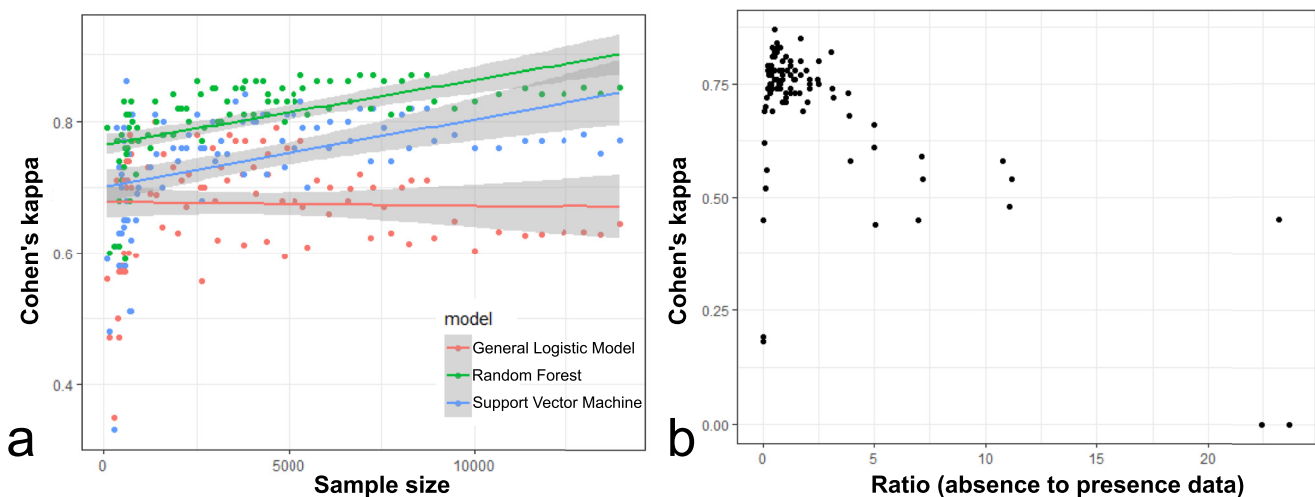 a
Cohen's kappa
0.8
0.6
0.4
0
5000
10000
Sample size
model
General Logistic Model
Random Forest
Support Vector Machine
b
Cohen's kappa
0.75
0.50
0.25
0.00
0
5
10
15
20
Ratio (absence to presence data)